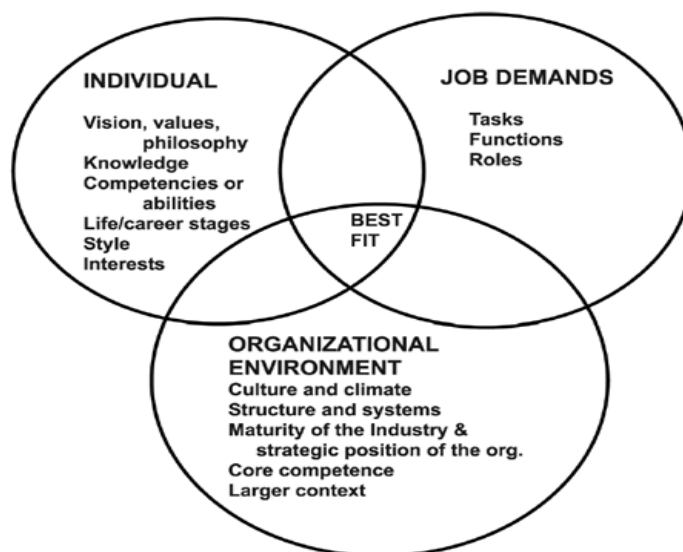 INDIVIDUAL
Vision, values,
philosophy
Knowledge
Competencies or
abilities
Life/career stages
Style
Interests
JOB DEMANDS
Tasks
Functions
Roles
BEST
FIT
ORGANIZATIONAL
ENVIRONMENT
Culture and climate
Structure and systems
Maturity of the Industry &
strategic position of the org.
Core competence
Larger context